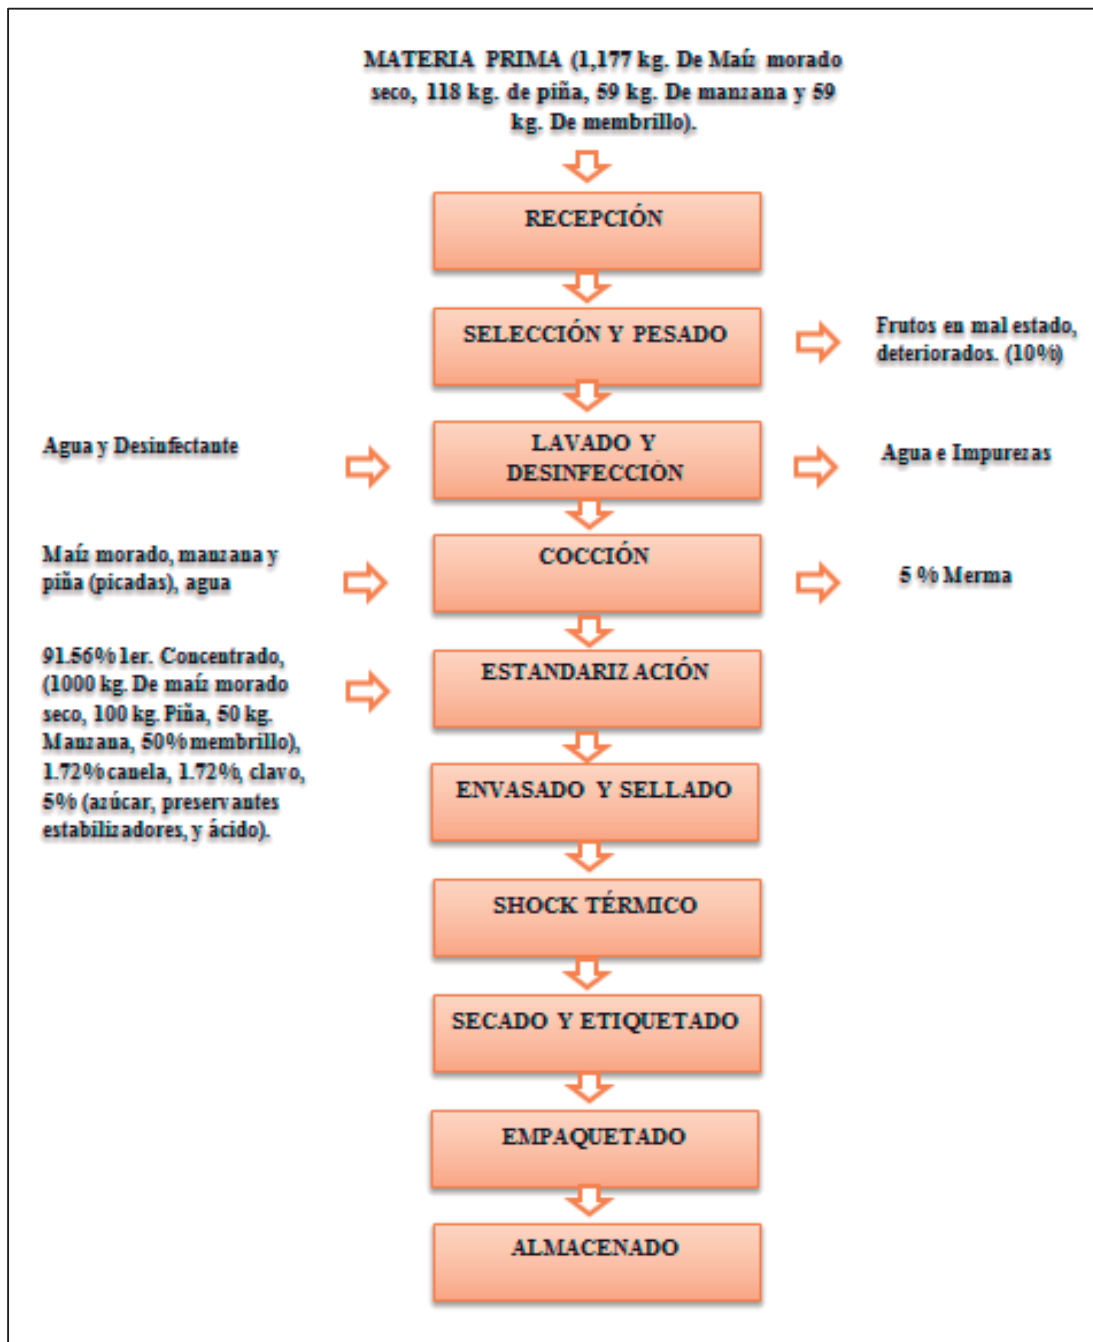 MATERIA PRIMA (1,177 kg. De Maíz morado
seco, 118 kg. de piña, 59 kg. De manzana y 59
kg. De membrillo).
RECEPCIÓN
SELECCIÓN Y PESADO
Frutos en mal estado,
deteriorados. (10%)
Agua y Desinfectante
LAVADO Y
DESINFECCIÓN
Agua e Impurezas
Maíz morado, manzana y
piña (picadas), agua
COCCIÓN
5 % Merma
91.56% 1er. Concentrado,
(1000 kg. De maíz morado
seco, 100 kg. Piña, 50 kg.
Manzana, 50% membrillo),
1.72% canela, 1.72%, clavo,
5% (azúcar, preservantes
estabilizadores, y ácido).
ESTANDARIZACIÓN
ENVASADO Y SELLADO
SHOCK TÉRMICO
SECADO Y ETIQUETADO
EMPAQUETADO
ALMACENADO